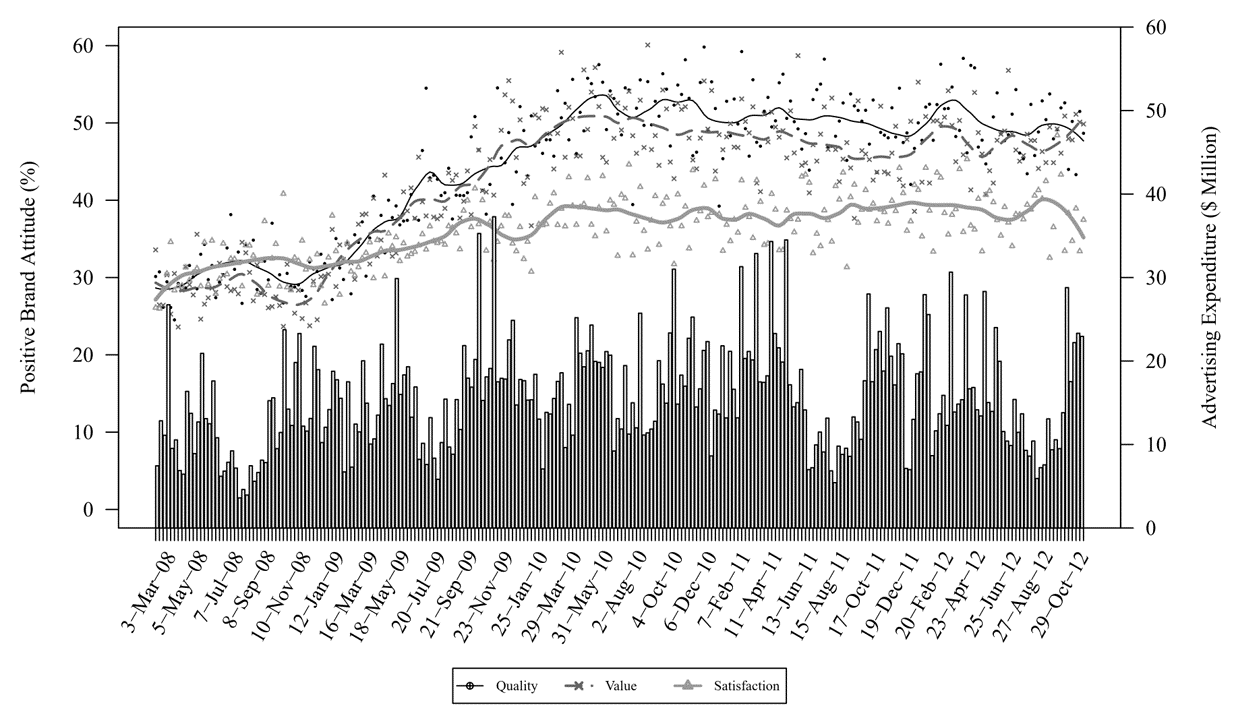 Positive Brand Attitude (%)
60
50
40
30
20
10
0
60
50
40
30
20
10
0
Advertising Expenditure ($ Million)
3−Mar−08
5−May−08
7−Jul−08
8−Sep−08
10−Nov−08
12−Jan−09
16−Mar−09
18−May−09
20−Jul−09
21−Sep−09
23−Nov−09
25−Jan−10
29−Mar−10
31−May−10
2−Aug−10
4−Oct−10
6−Dec−10
7−Feb−11
11−Apr−11
13−Jun−11
15−Aug−11
17−Oct−11
19−Dec−11
20−Feb−12
23−Apr−12
25−Jun−12
27−Aug−12
29−Oct−12
Quality Value Satisfaction